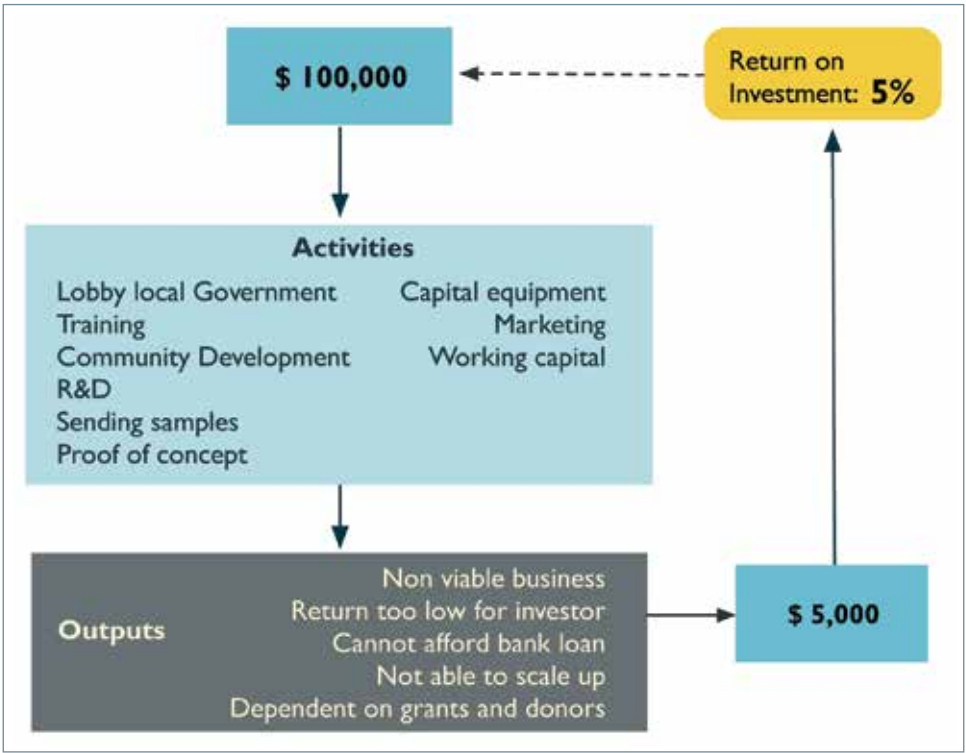 $ 100,000
Return on
Investment: 5%
Activities
Lobby local Government
Training
Community Development
R&D
Sending samples
Proof of concept
Capital equipment
Marketing
Working capital
Outputs
Non viable business
Return too low for investor
Cannot afford bank loan
Not able to scale up
Dependent on grants and donors
$ 5,000